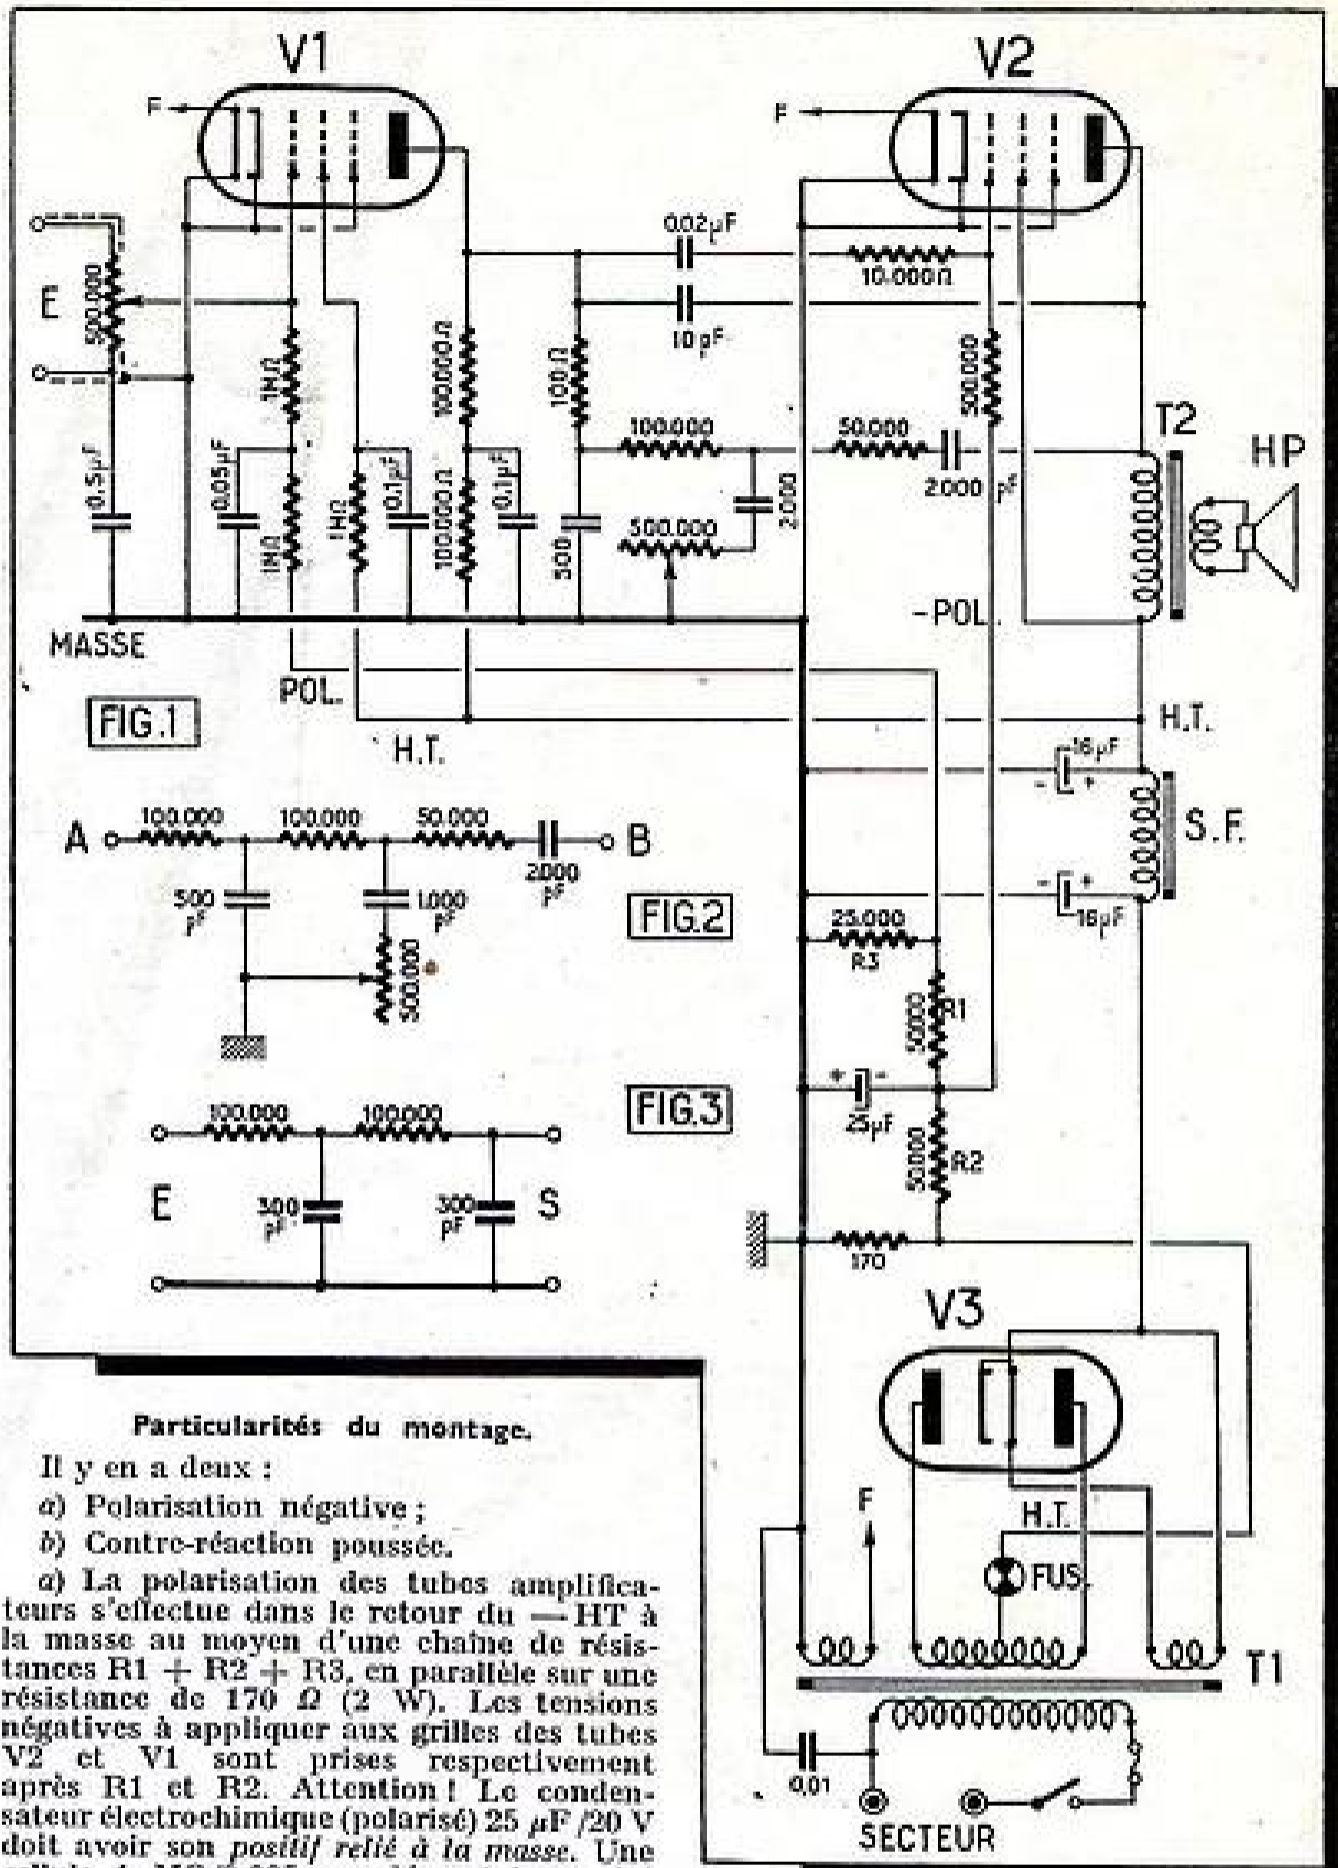 V1
V2
F
F
0.02µF
10.000Ω
E
500.000
10 pF
1MΩ
100.000Ω
100Ω
500.000
T2
HP
100.000
50.000
0.5µF
0.05µF
1MΩ
1MΩ
0.1µF
100.000Ω
0.1µF
500
500.000
2.000
2.000 pF
-POL.
MASSE
POL.
FIG.1
H.T.
H.T.
16µF
- +
S.F.
- +
16µF
A
100.000
100.000
50.000
B
500 pF
1.000 pF
2.000 pF
FIG.2
500.000
25.000
R3
50.000
R1
FIG.3
+ -
25µF
50.000
R2
100.000
100.000
E
300 pF
300 pF
S
170
V3
F
H.T.
FUS.
T1
0,01
SECTEUR
Particularités du montage.
Il y en a deux :
a) Polarisation négative ;
b) Contre-réaction poussée.
a) La polarisation des tubes amplifica-
teurs s'effectue dans le retour du — HT à
la masse au moyen d'une chaîne de résis-
tances R1 + R2 + R3, en parallèle sur une
résistance de 170 Ω (2 W). Les tensions
négatives à appliquer aux grilles des tubes
V2 et V1 sont prises respectivement
après R1 et R2. Attention ! Le conden-
sateur électrochimique (polarisé) 25 µF /20 V
doit avoir son positif relié à la masse. Une